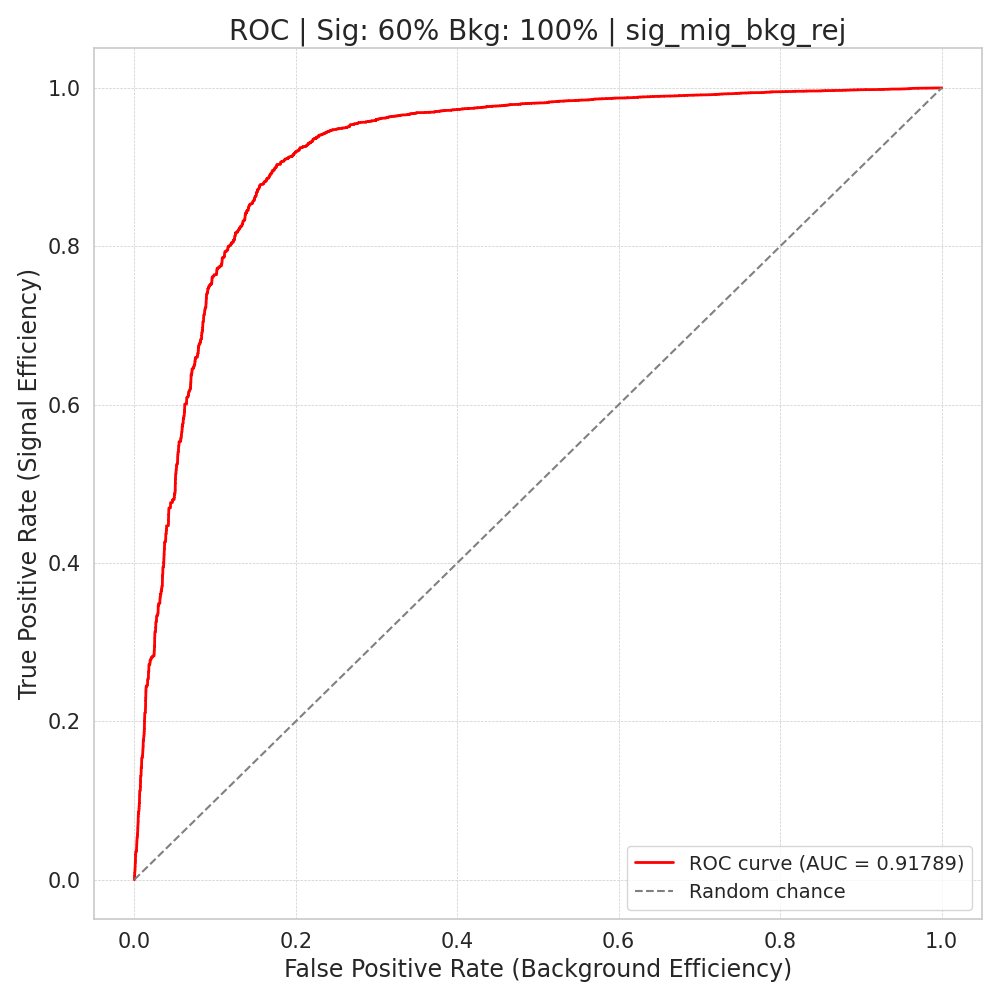 ROC | Sig: 60% Bkg: 100% | sig_mig_bkg_rej
True Positive Rate (Signal Efficiency)
1.0
0.8
0.6
0.4
0.2
0.0
ROC curve (AUC = 0.91789)
Random chance
0.0 0.2 0.4 0.6 0.8 1.0
False Positive Rate (Background Efficiency)